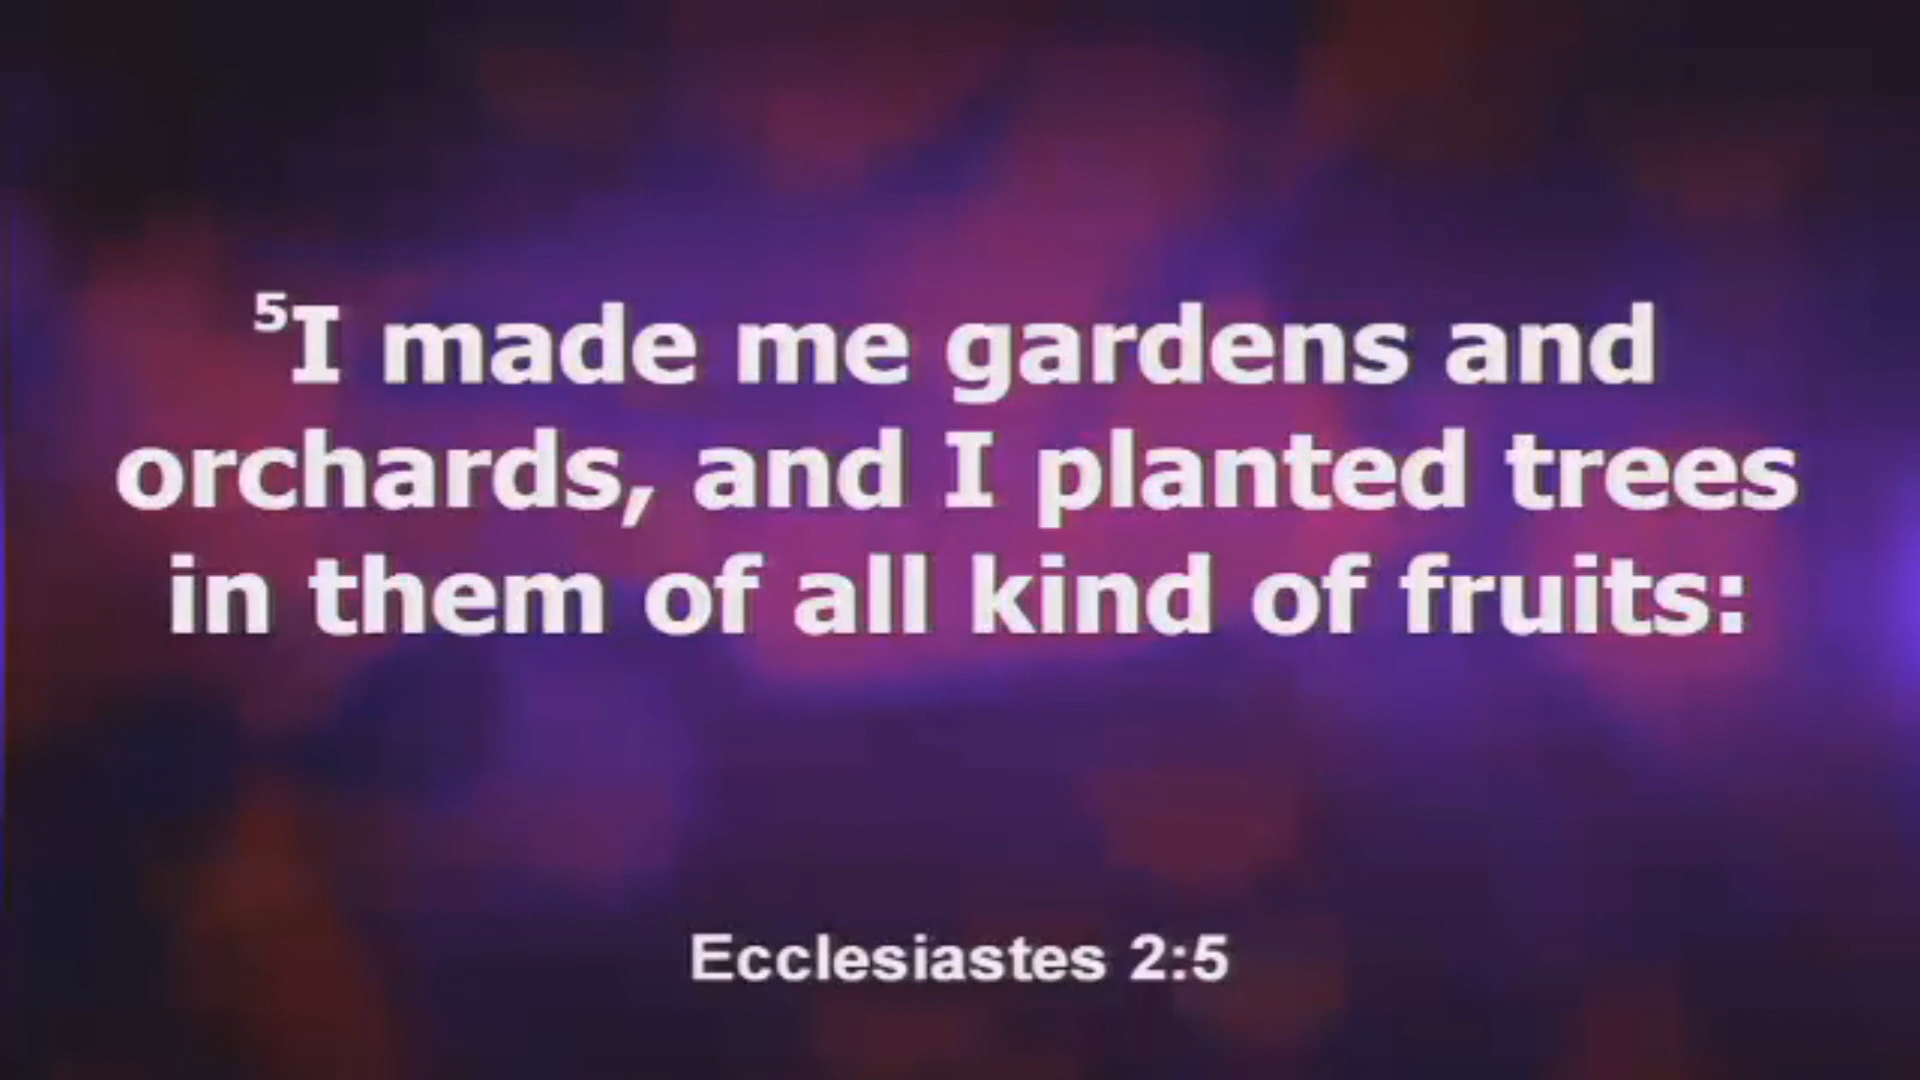 ⁵I made me gardens and
orchards, and I planted trees
in them of all kind of fruits:
Ecclesiastes 2:5